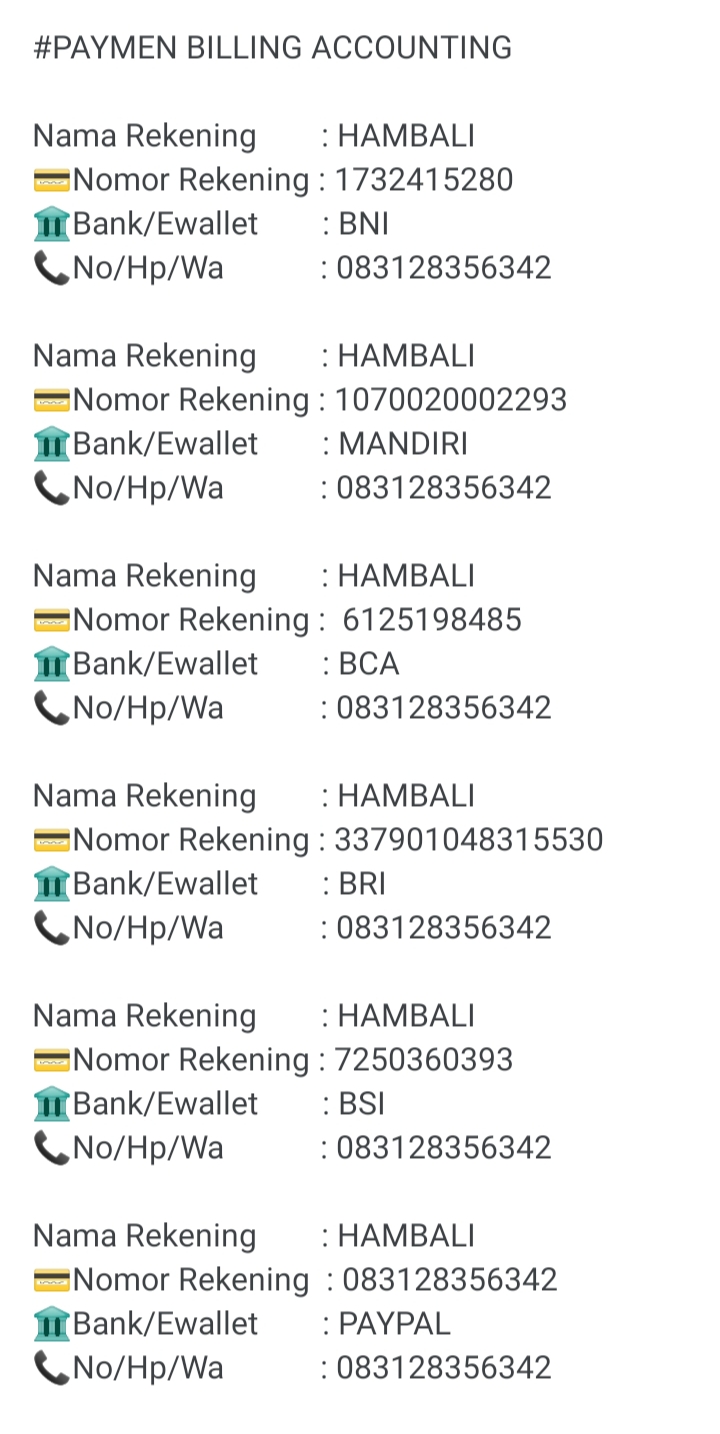 #PAYMEN BILLING ACCOUNTING
Nama Rekening : HAMBALI
💳Nomor Rekening : 1732415280
🏛Bank/Ewallet : BNI
📞No/Hp/Wa : 083128356342
Nama Rekening : HAMBALI
💳Nomor Rekening : 1070020002293
🏛Bank/Ewallet : MANDIRI
📞No/Hp/Wa : 083128356342
Nama Rekening : HAMBALI
💳Nomor Rekening : 6125198485
🏛Bank/Ewallet : BCA
📞No/Hp/Wa : 083128356342
Nama Rekening : HAMBALI
💳Nomor Rekening : 337901048315530
🏛Bank/Ewallet : BRI
📞No/Hp/Wa : 083128356342
Nama Rekening : HAMBALI
💳Nomor Rekening : 7250360393
🏛Bank/Ewallet : BSI
📞No/Hp/Wa : 083128356342
Nama Rekening : HAMBALI
💳Nomor Rekening : 083128356342
🏛Bank/Ewallet : PAYPAL
📞No/Hp/Wa : 083128356342